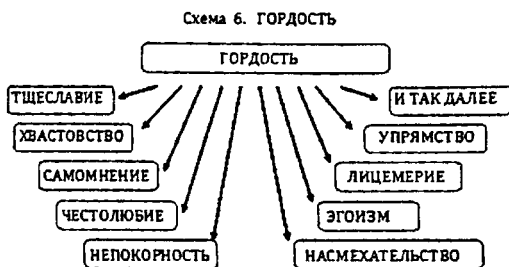 Схема 6. ГОРДОСТЬ
ГОРДОСТЬ
ТЩЕСЛАВИЕ
И ТАК ДАЛЕЕ
ХВАСТОВСТВО
УПРЯМСТВО
САМОМНЕНИЕ
ЛИЦЕМЕРИЕ
ЧЕСТОЛЮБИЕ
ЭГОИЗМ
НЕПОКОРНОСТЬ
НАСМЕХАТЕЛЬСТВО